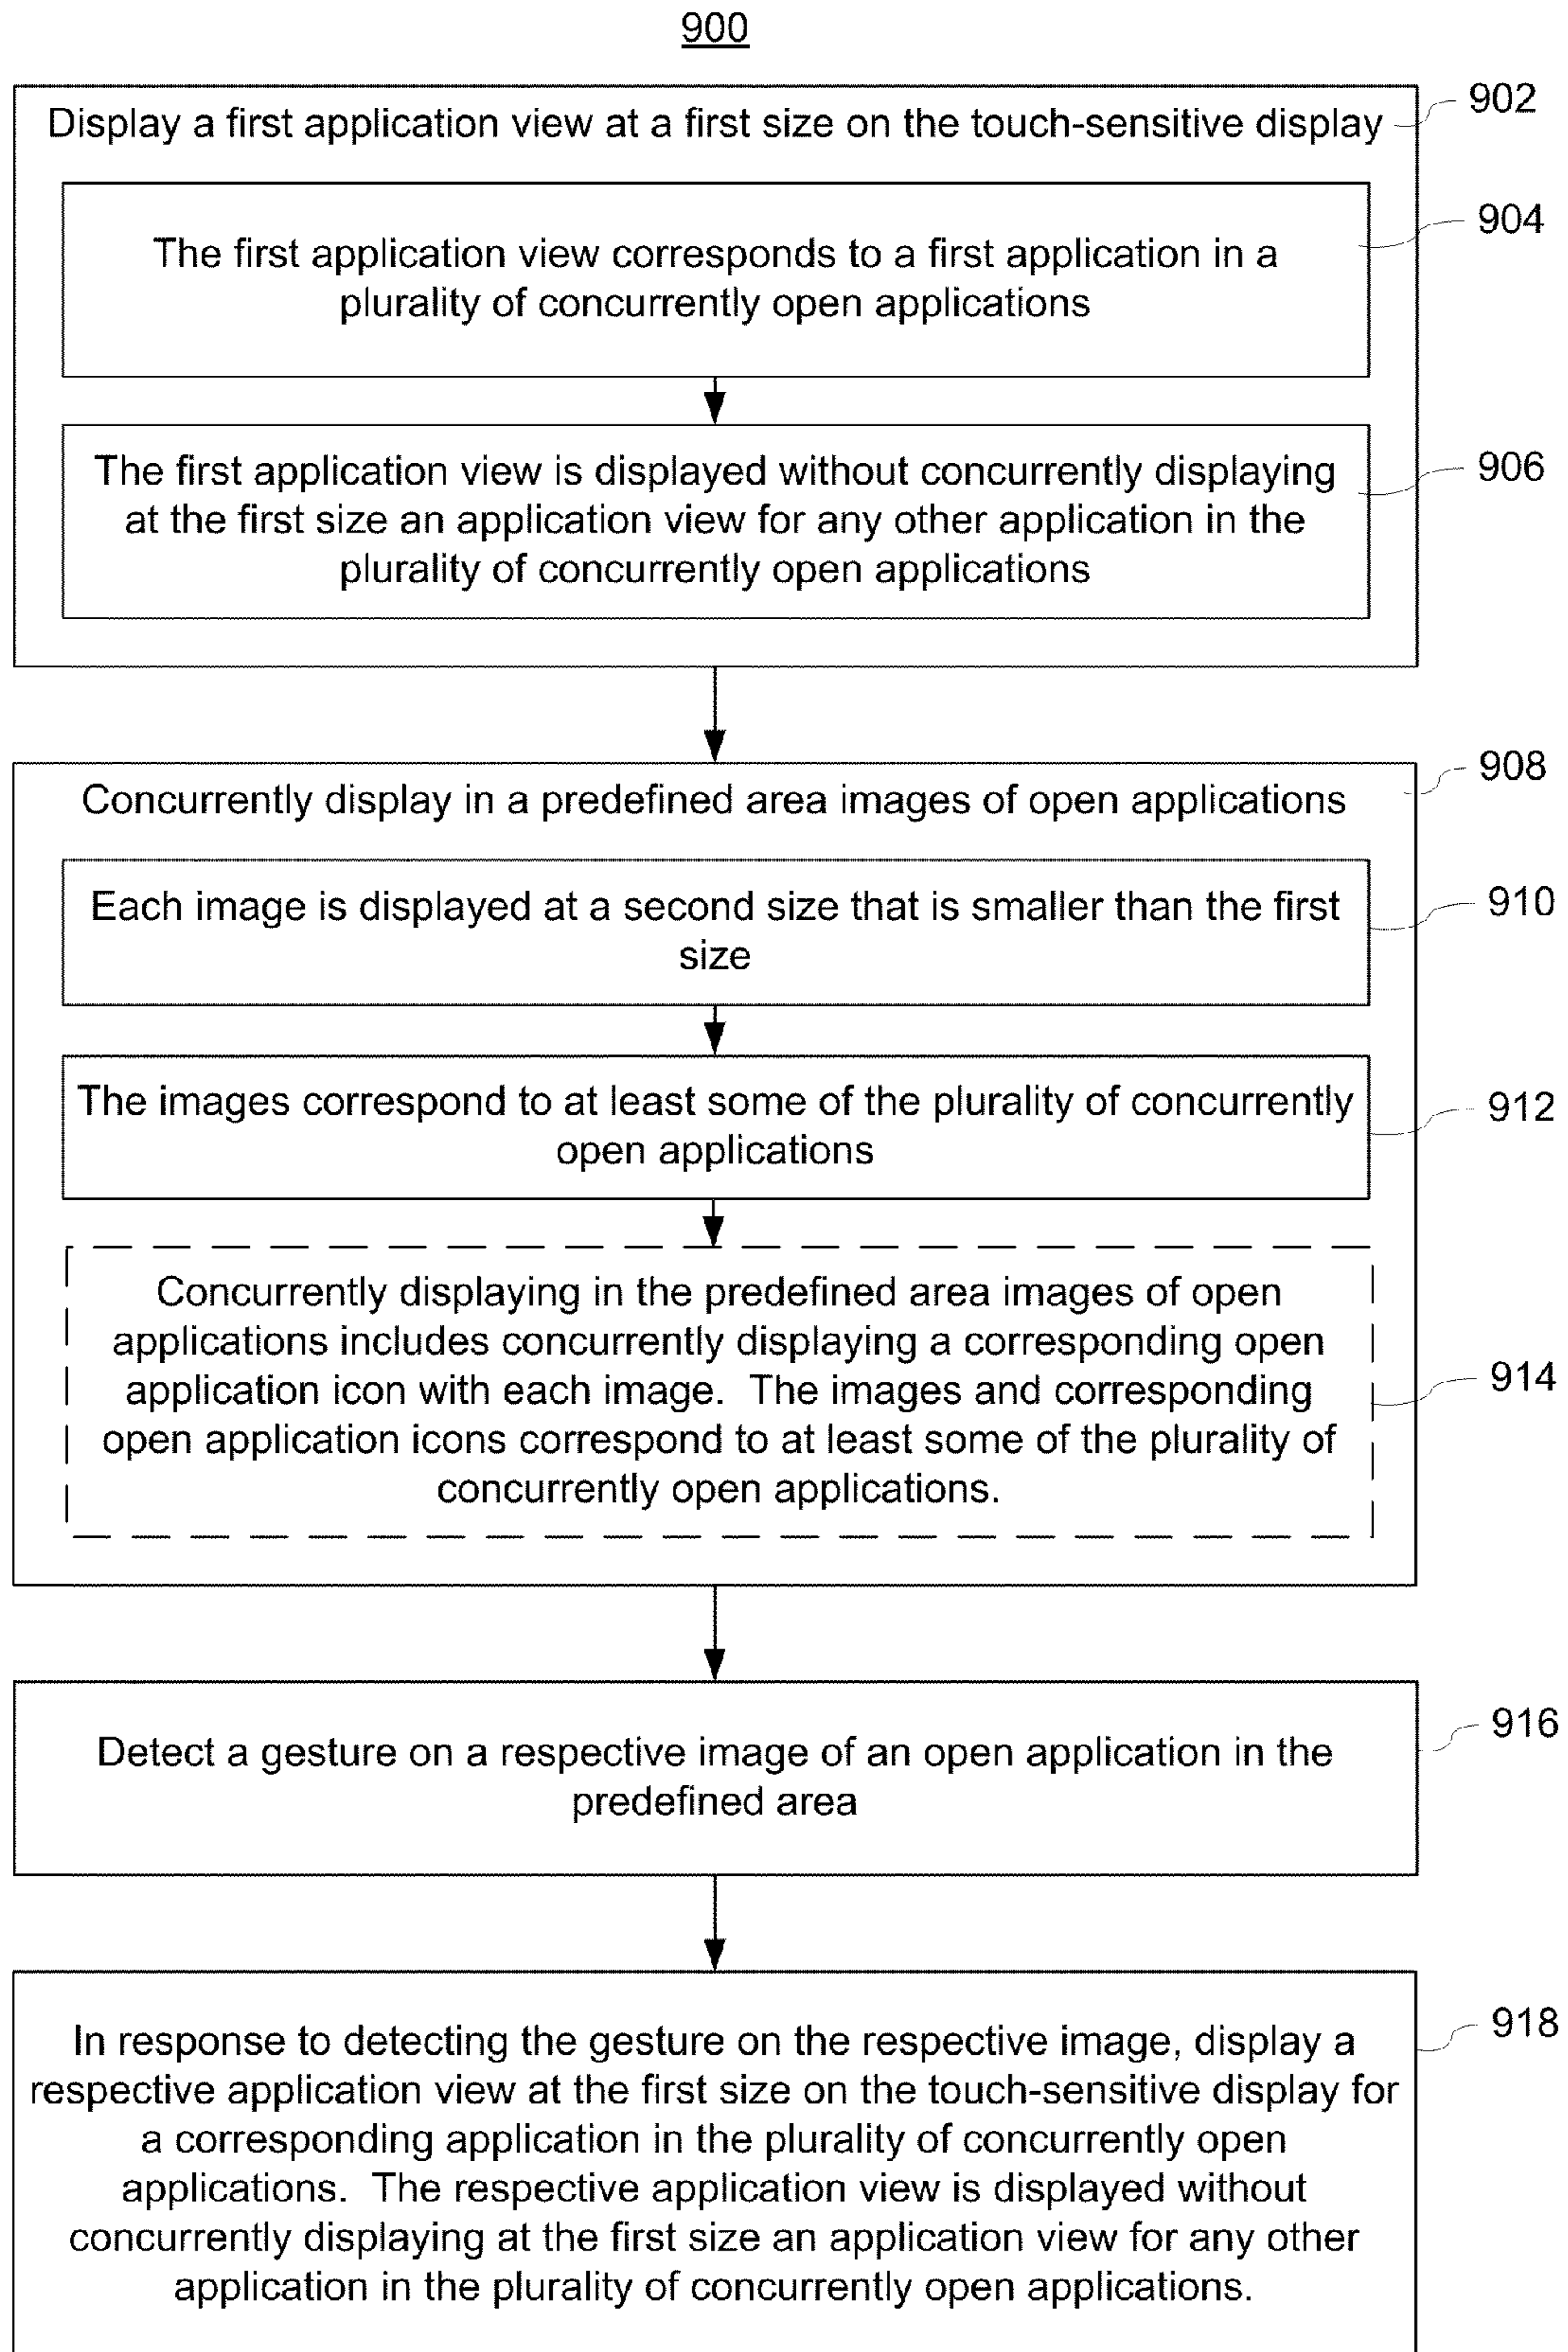 900
Display a first application view at a first size on the touch-sensitive display
902
The first application view corresponds to a first application in a
plurality of concurrently open applications
904
The first application view is displayed without concurrently displaying
at the first size an application view for any other application in the
plurality of concurrently open applications
906
Concurrently display in a predefined area images of open applications
908
Each image is displayed at a second size that is smaller than the first
size
910
The images correspond to at least some of the plurality of concurrently
open applications
912
Concurrently displaying in the predefined area images of open
applications includes concurrently displaying a corresponding open
application icon with each image.  The images and corresponding
open application icons correspond to at least some of the plurality of
concurrently open applications.
914
Detect a gesture on a respective image of an open application in the
predefined area
916
In response to detecting the gesture on the respective image, display a
respective application view at the first size on the touch-sensitive display for
a corresponding application in the plurality of concurrently open
applications.  The respective application view is displayed without
concurrently displaying at the first size an application view for any other
application in the plurality of concurrently open applications.
918